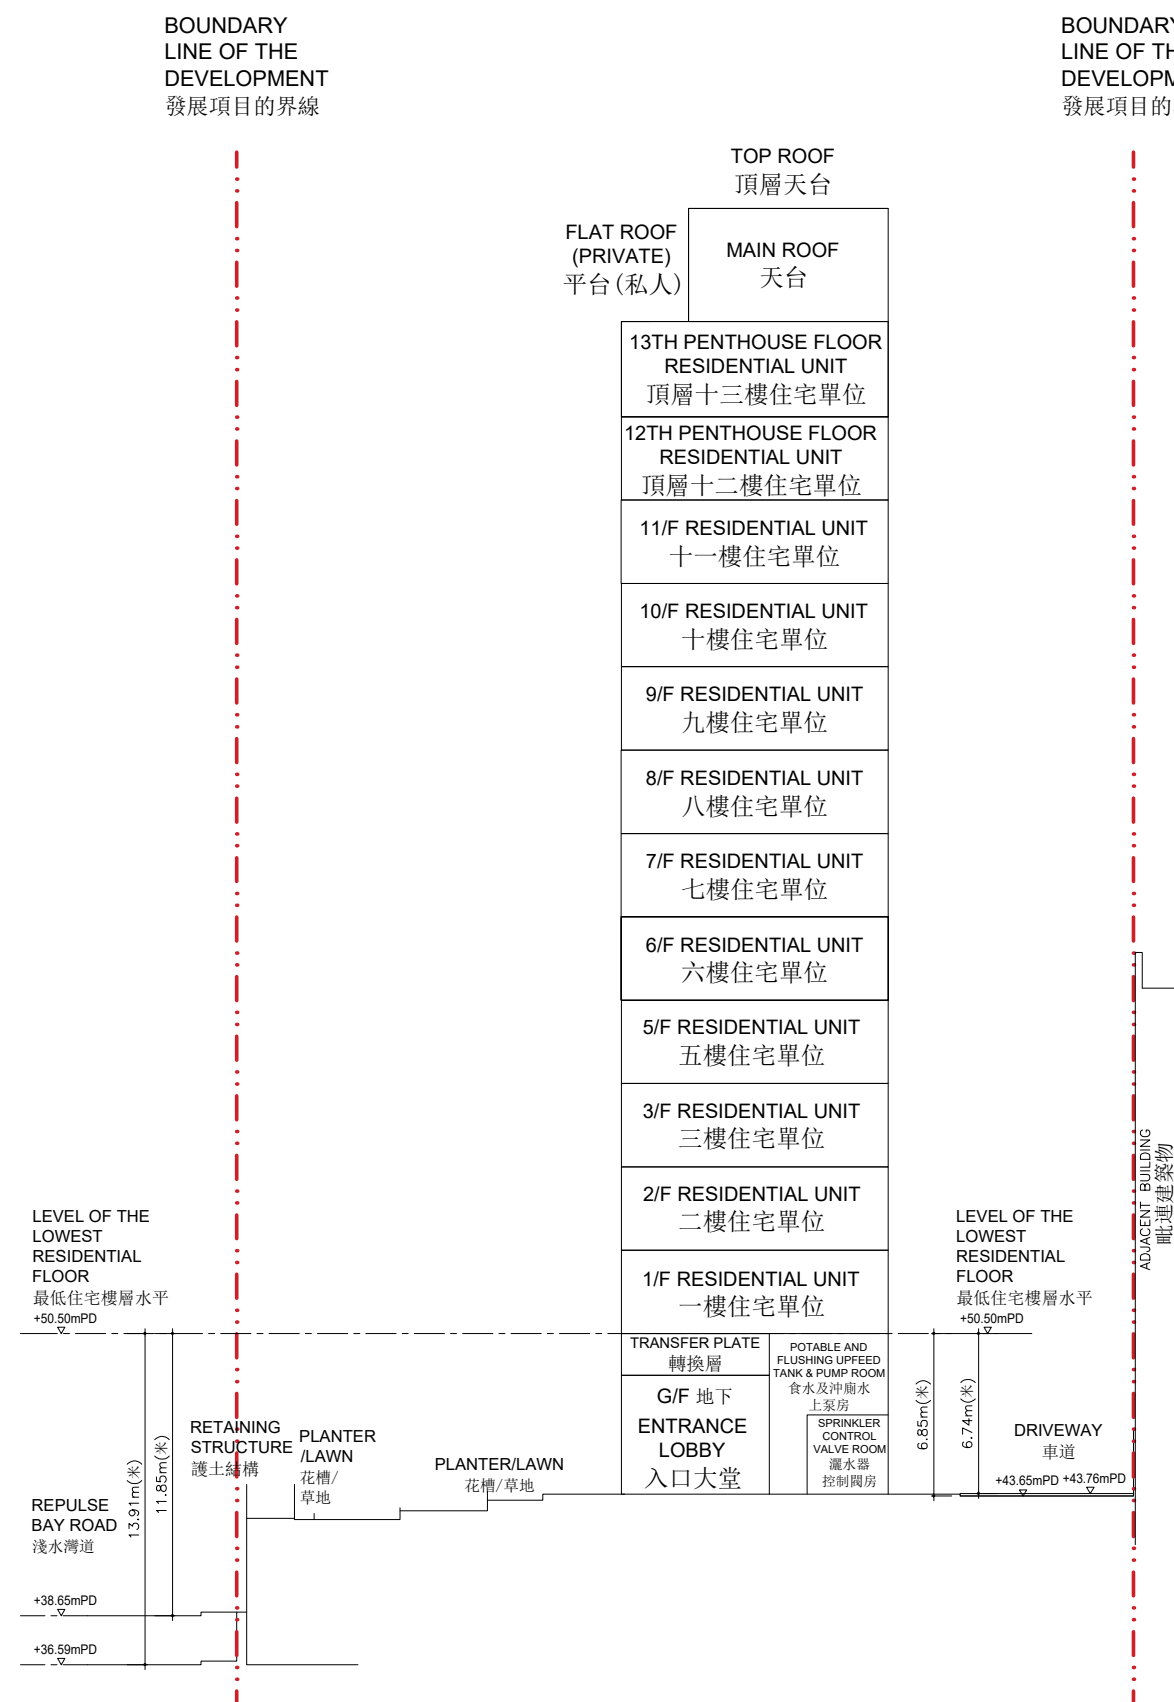 BOUNDARY
LINE OF THE
DEVELOPMENT
發展項目的界線
BOUNDARY
LINE OF TH
DEVELOPM
發展項目的
TOP ROOF
頂層天台
FLAT ROOF
(PRIVATE)
平台(私人)
MAIN ROOF
天台
13TH PENTHOUSE FLOOR
RESIDENTIAL UNIT
頂層十三樓住宅單位
12TH PENTHOUSE FLOOR
RESIDENTIAL UNIT
頂層十二樓住宅單位
11/F RESIDENTIAL UNIT
十一樓住宅單位
10/F RESIDENTIAL UNIT
十樓住宅單位
9/F RESIDENTIAL UNIT
九樓住宅單位
8/F RESIDENTIAL UNIT
八樓住宅單位
7/F RESIDENTIAL UNIT
七樓住宅單位
6/F RESIDENTIAL UNIT
六樓住宅單位
5/F RESIDENTIAL UNIT
五樓住宅單位
3/F RESIDENTIAL UNIT
三樓住宅單位
2/F RESIDENTIAL UNIT
二樓住宅單位
1/F RESIDENTIAL UNIT
一樓住宅單位
ADJACENT BUILDING
毗連建築物
LEVEL OF THE
LOWEST
RESIDENTIAL
FLOOR
最低住宅樓層水平
+50.50mPD
LEVEL OF THE
LOWEST
RESIDENTIAL
FLOOR
最低住宅樓層水平
+50.50mPD
TRANSFER PLATE
轉換層
POTABLE AND
FLUSHING UPFEED
TANK & PUMP ROOM
食水及沖廁水
上泵房
G/F 地下
ENTRANCE
LOBBY
入口大堂
SPRINKLER
CONTROL
VALVE ROOM
灑水器
控制閥房
6.85m(米)
6.74m(米)
DRIVEWAY
車道
+43.65mPD +43.76mPD
RETAINING
STRUCTURE
護土結構
PLANTER
/LAWN
花槽/
草地
PLANTER/LAWN
花槽/草地
13.91m(米)
11.85m(米)
REPULSE
BAY ROAD
淺水灣道
+38.65mPD
+36.59mPD